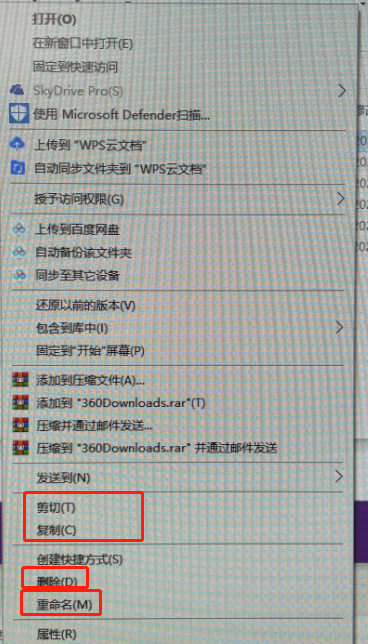 打开(O)
在新窗口中打开(E)
固定到快速访问
SkyDrive Pro(S)
使用 Microsoft Defender扫描...
上传到 "WPS云文档"
自动同步文件夹到 "WPS云文档"
授予访问权限(G)
上传到百度网盘
自动备份该文件夹
同步至其它设备
还原以前的版本(V)
包含到库中(I)
固定到"开始"屏幕(P)
添加到压缩文件(A)...
添加到 "360Downloads.rar"(T)
压缩并通过邮件发送...
压缩到 "360Downloads.rar" 并通过邮件发送
发送到(N)
剪切(T)
复制(C)
创建快捷方式(S)
删除(D)
重命名(M)
属性(R)